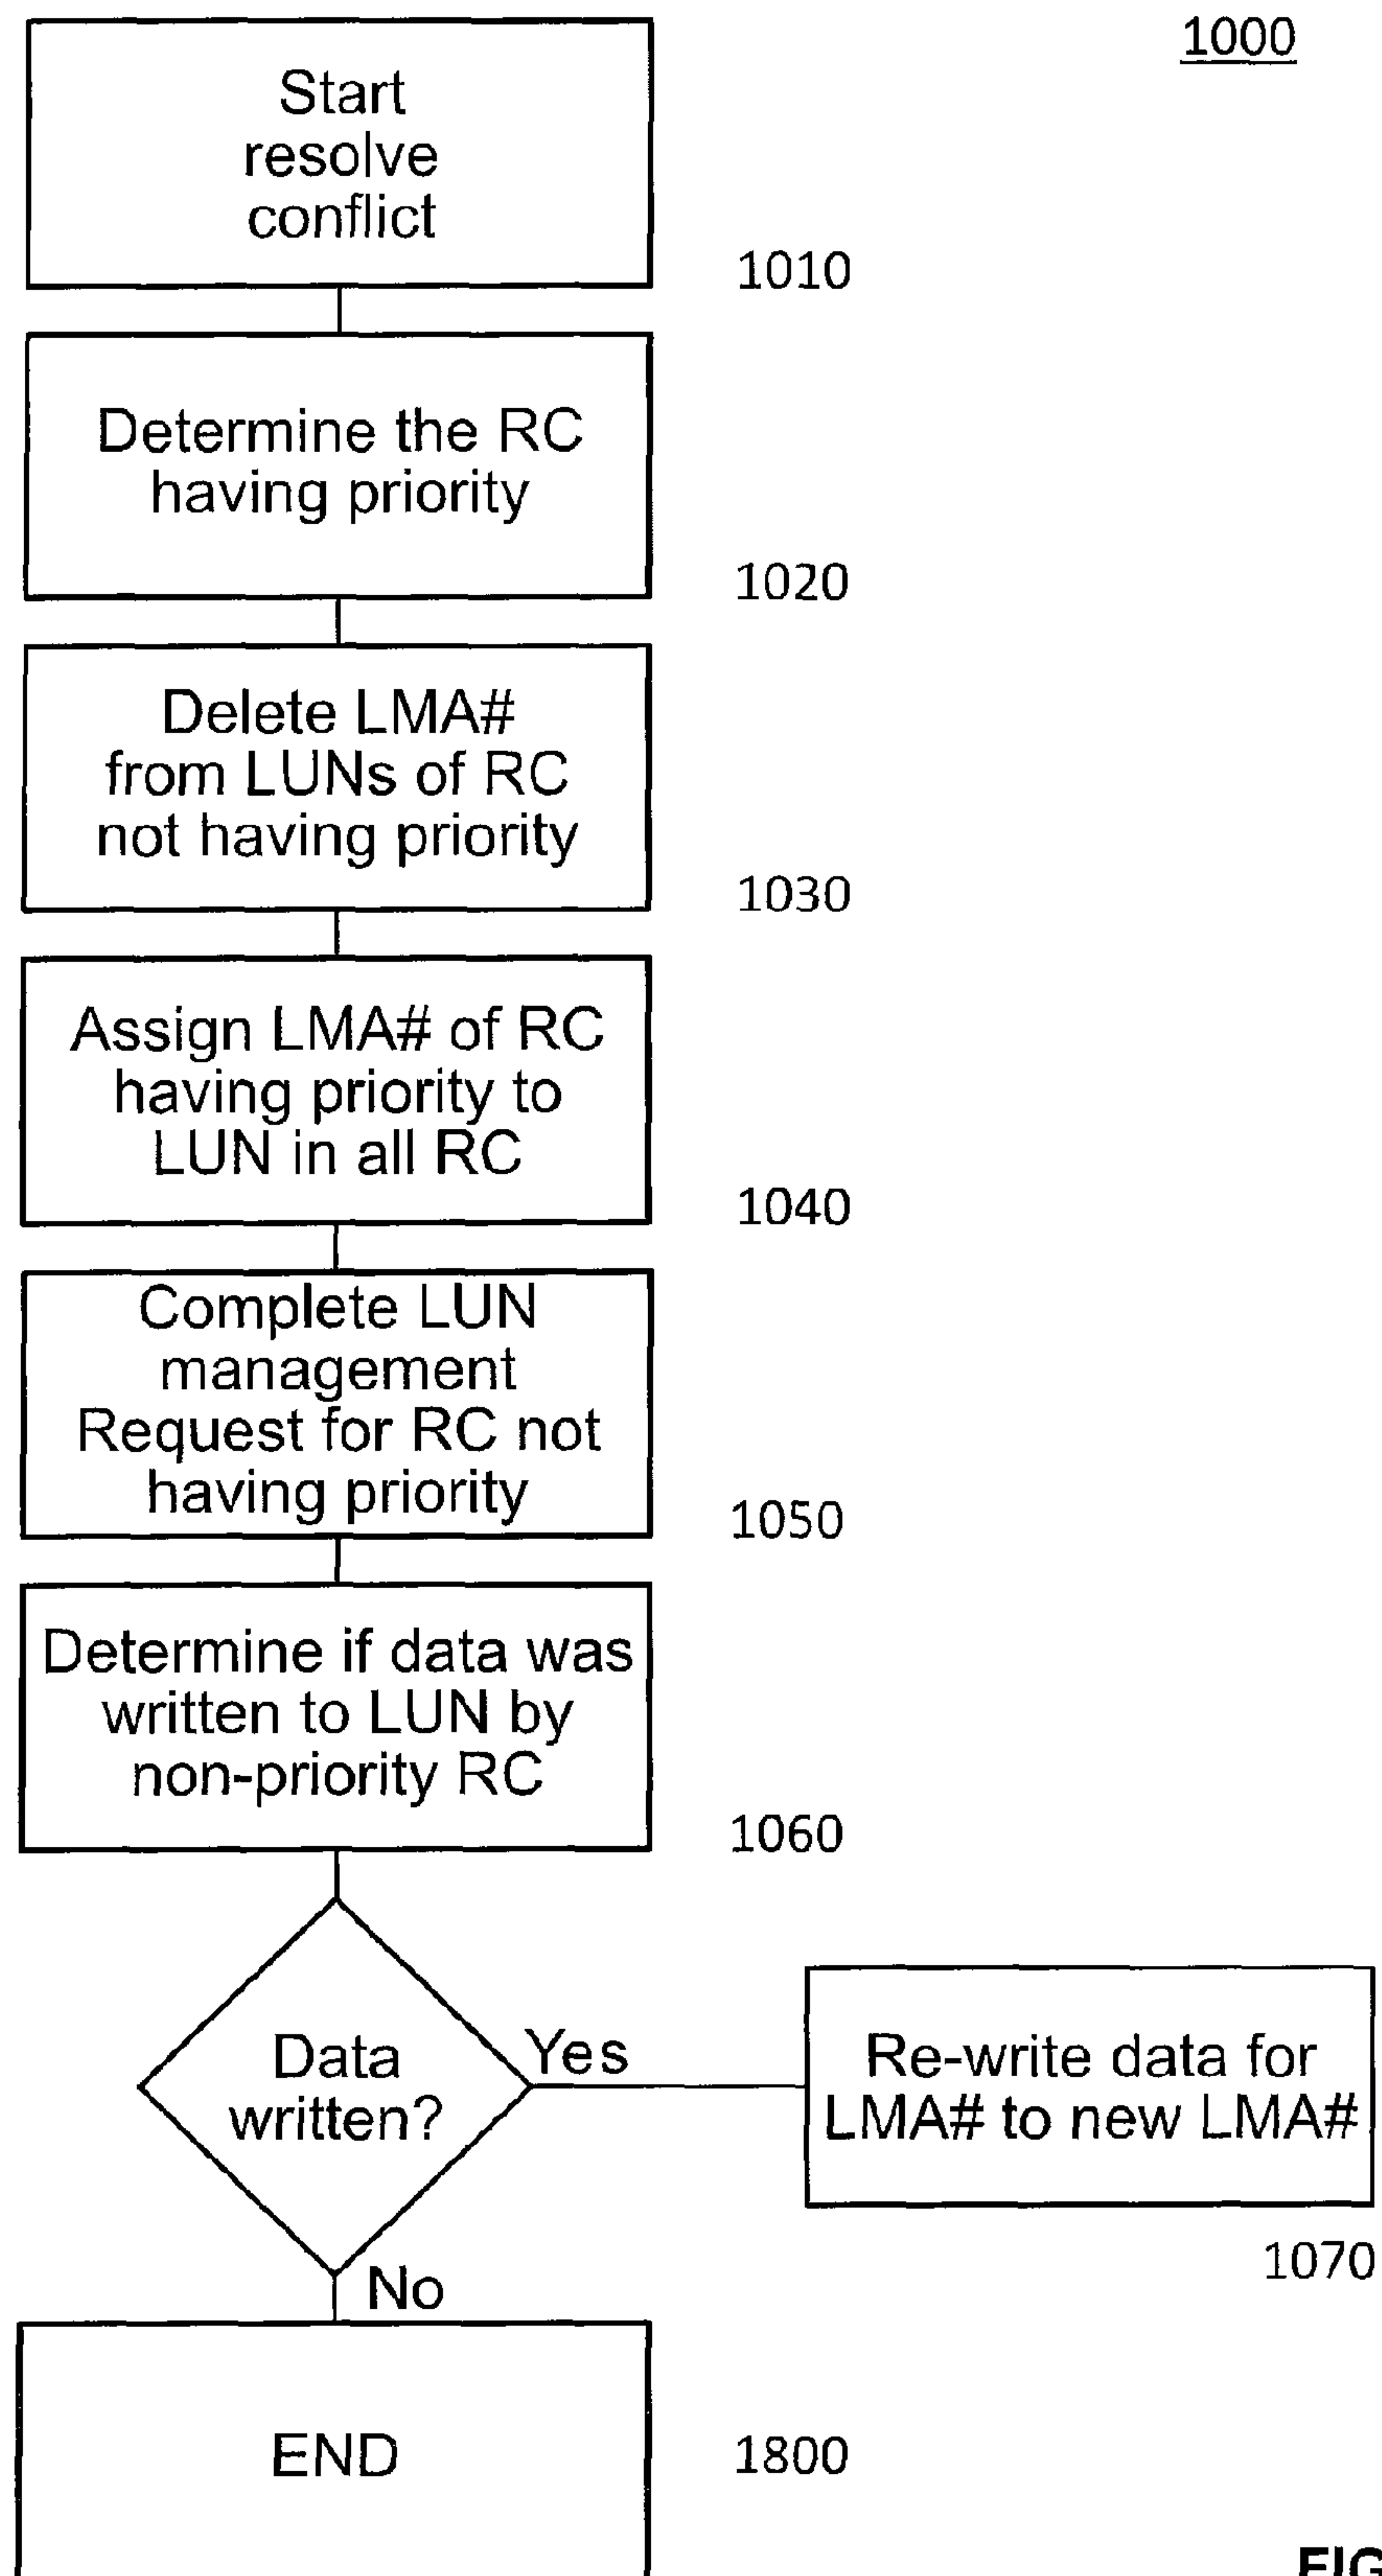 1000
Start
resolve
conflict
1010
Determine the RC
having priority
1020
Delete LMA#
from LUNs of RC
not having priority
1030
Assign LMA# of RC
having priority to
LUN in all RC
1040
Complete LUN
management
Request for RC not
having priority
1050
Determine if data was
written to LUN by
non-priority RC
1060
Data
written?
Yes
Re-write data for
LMA# to new LMA#
1070
No
END
1800
FIG